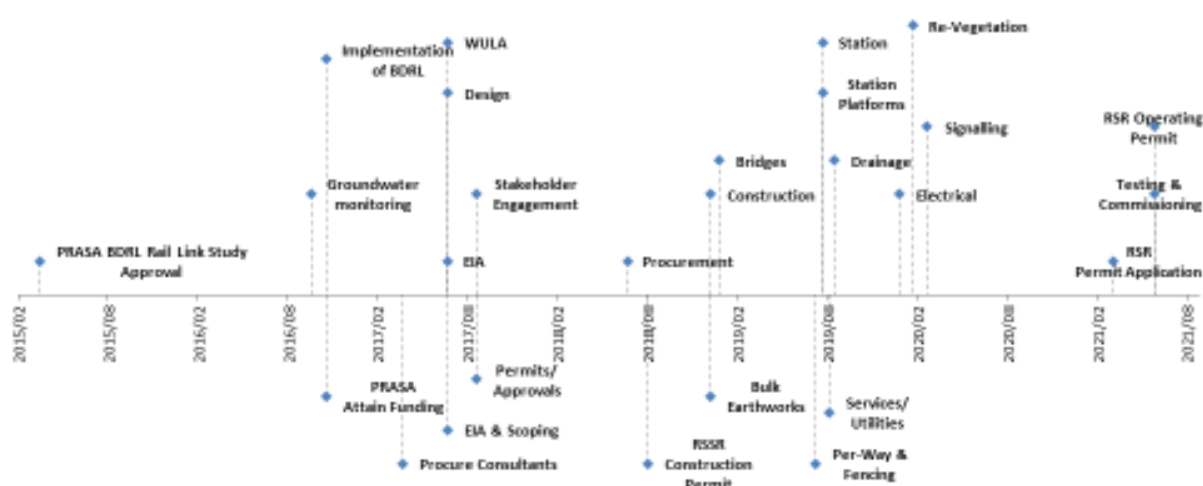 Re-Vegetation
Implementation
of BDRL
WULA
Station
Design
Station
Platforms
Signalling
RSR Operating
Permit
Bridges
Drainage
Groundwater
monitoring
Stakeholder
Engagement
Construction
Electrical
Testing &
Commissioning
PRASA BDRL Rail Link Study
Approval
EIA
Procurement
RSR
Permit Application
2015/02
2015/08
2016/02
2016/08
2017/02
2017/08
2018/02
2018/08
2019/02
2019/08
2020/02
2020/08
2021/02
2021/08
PRASA
Attain Funding
Permits/
Approvals
Bulk
Earthworks
Services/
Utilities
EIA & Scoping
Procure Consultants
RSSR
Construction
Permit
Per-Way &
Fencing